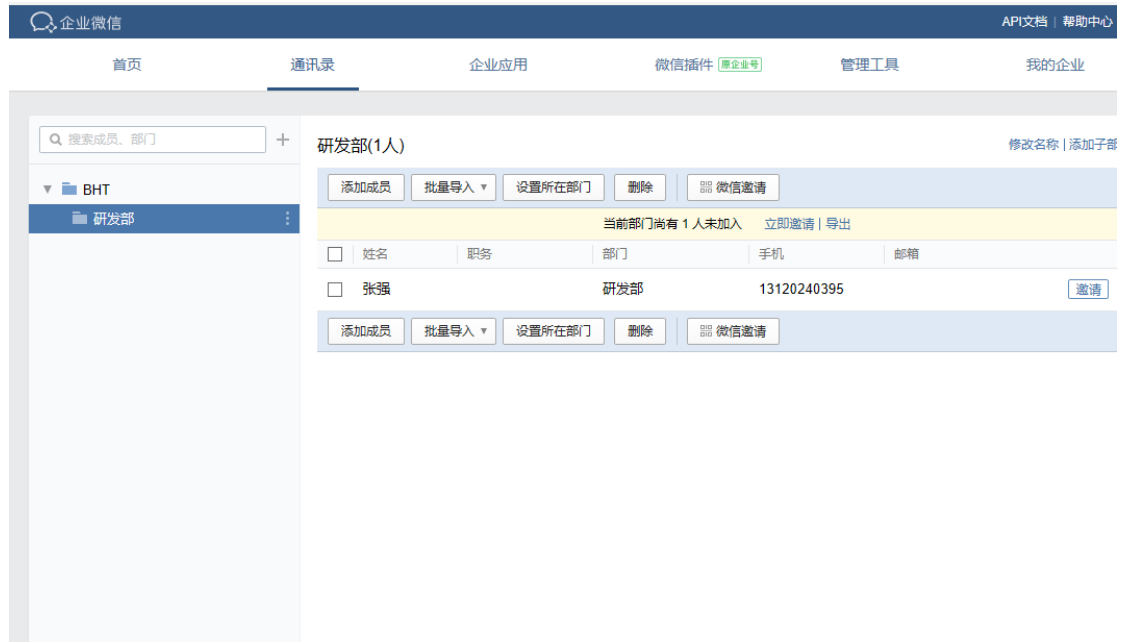 企业微信 API文档 | 帮助中心
首页 通讯录 企业应用 微信插件 原企业号 管理工具 我的企业
搜索成员、部门
BHT
研发部
研发部(1人) 修改名称 | 添加子部
添加成员 批量导入 设置所在部门 删除 微信邀请
当前部门尚有 1 人未加入 立即邀请 | 导出
姓名 职务 部门 手机 邮箱
张强 研发部 13120240395 邀请
添加成员 批量导入 设置所在部门 删除 微信邀请